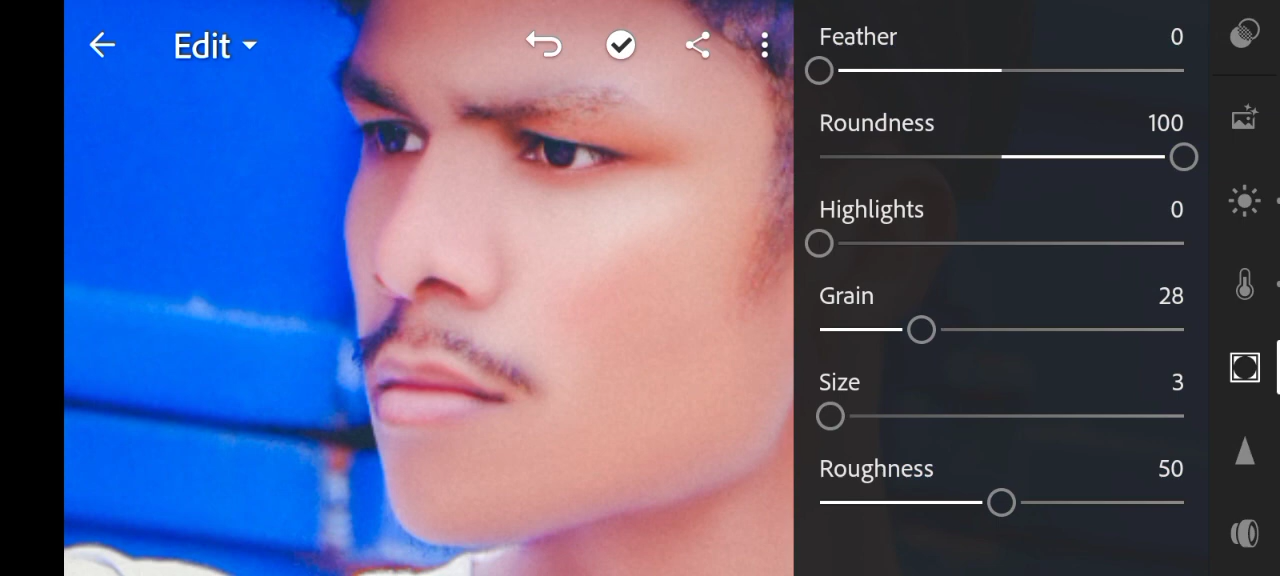 Edit
Feather 0
Roundness 100
Highlights 0
Grain 28
Size 3
Roughness 50